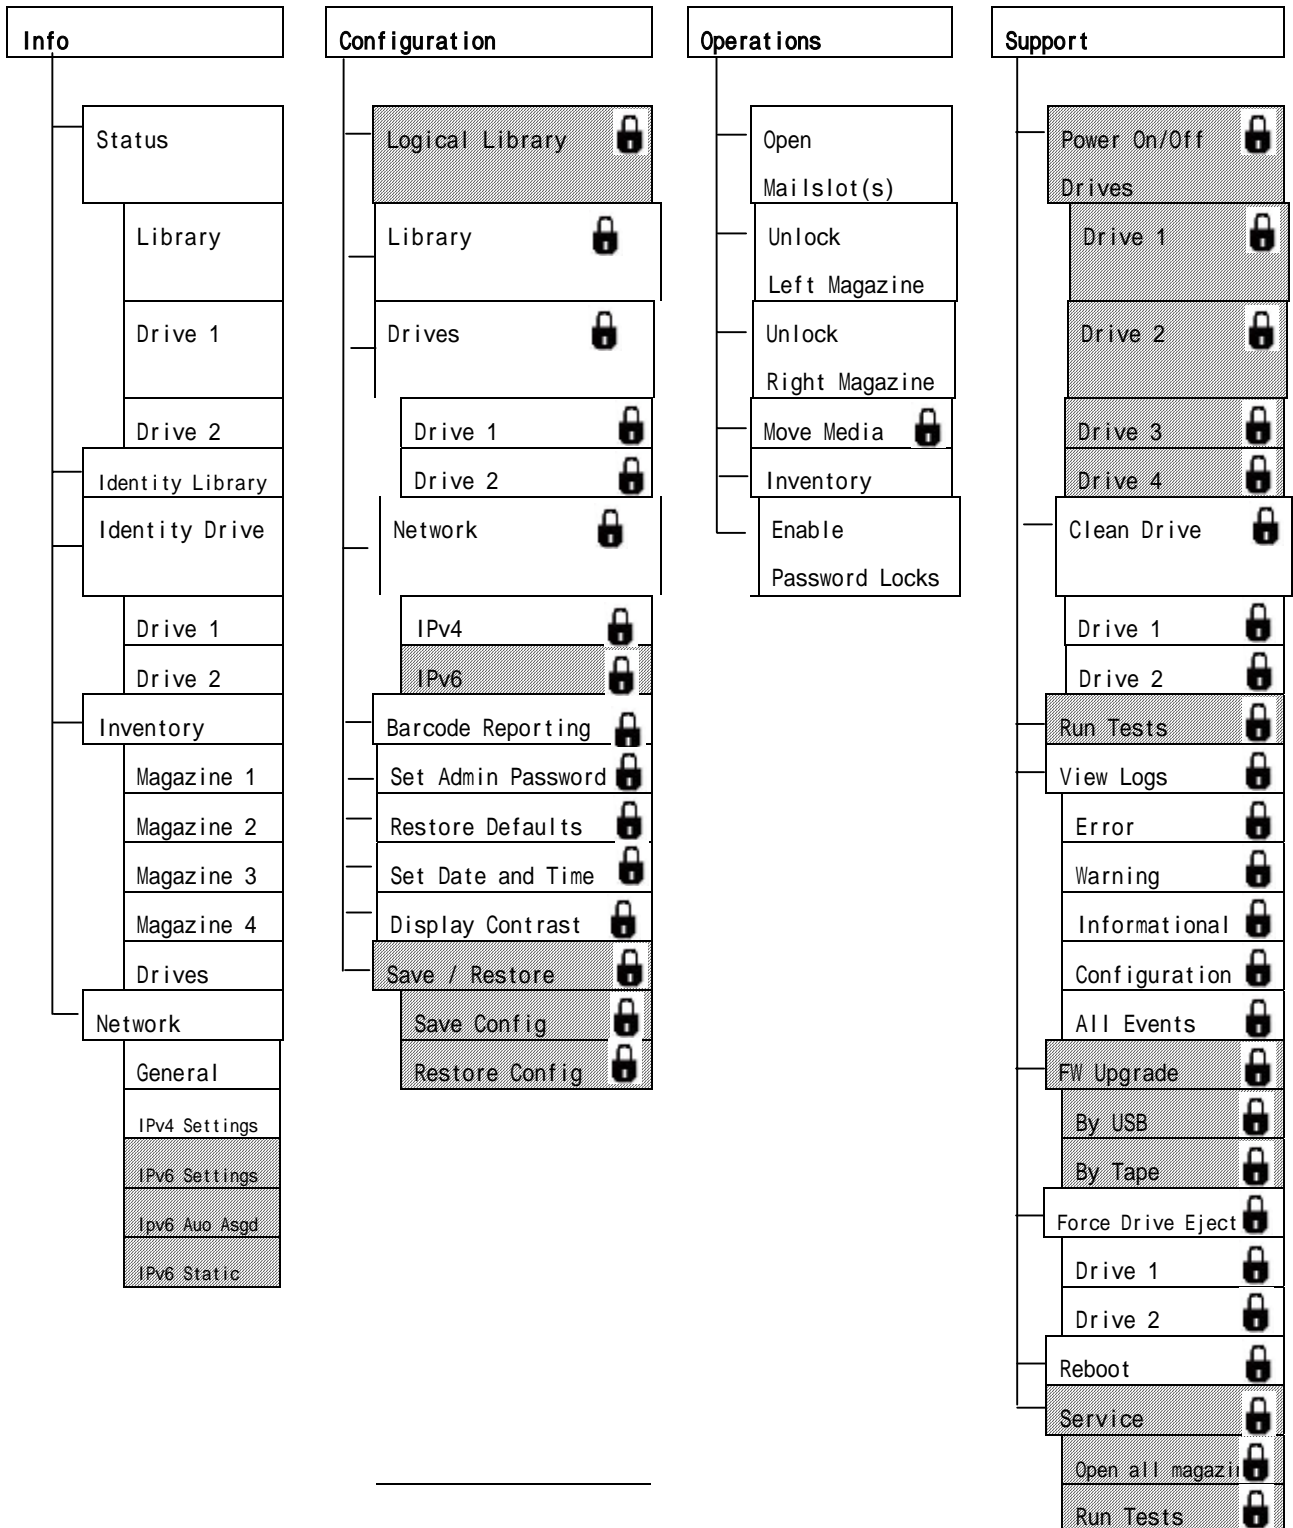 Info
Status
Library
Drive 1
Drive 2
Identity Library
Identity Drive
Drive 1
Drive 2
Inventory
Magazine 1
Magazine 2
Magazine 3
Magazine 4
Drives
Network
General
IPv4 Settings
IPv6 Settings
Ipv6 Auo Asgd
IPv6 Static
Configuration
Logical Library
Library
Drives
Drive 1
Drive 2
Network
IPv4
IPv6
Barcode Reporting
Set Admin Password
Restore Defaults
Set Date and Time
Display Contrast
Save / Restore
Save Config
Restore Config
Operations
Open
Mailslot(s)
Unlock
Left Magazine
Unlock
Right Magazine
Move Media
Inventory
Enable
Password Locks
Support
Power On/Off
Drives
Drive 1
Drive 2
Drive 3
Drive 4
Clean Drive
Drive 1
Drive 2
Run Tests
View Logs
Error
Warning
Informational
Configuration
All Events
FW Upgrade
By USB
By Tape
Force Drive Eject
Drive 1
Drive 2
Reboot
Service
Open all magazi
Run Tests